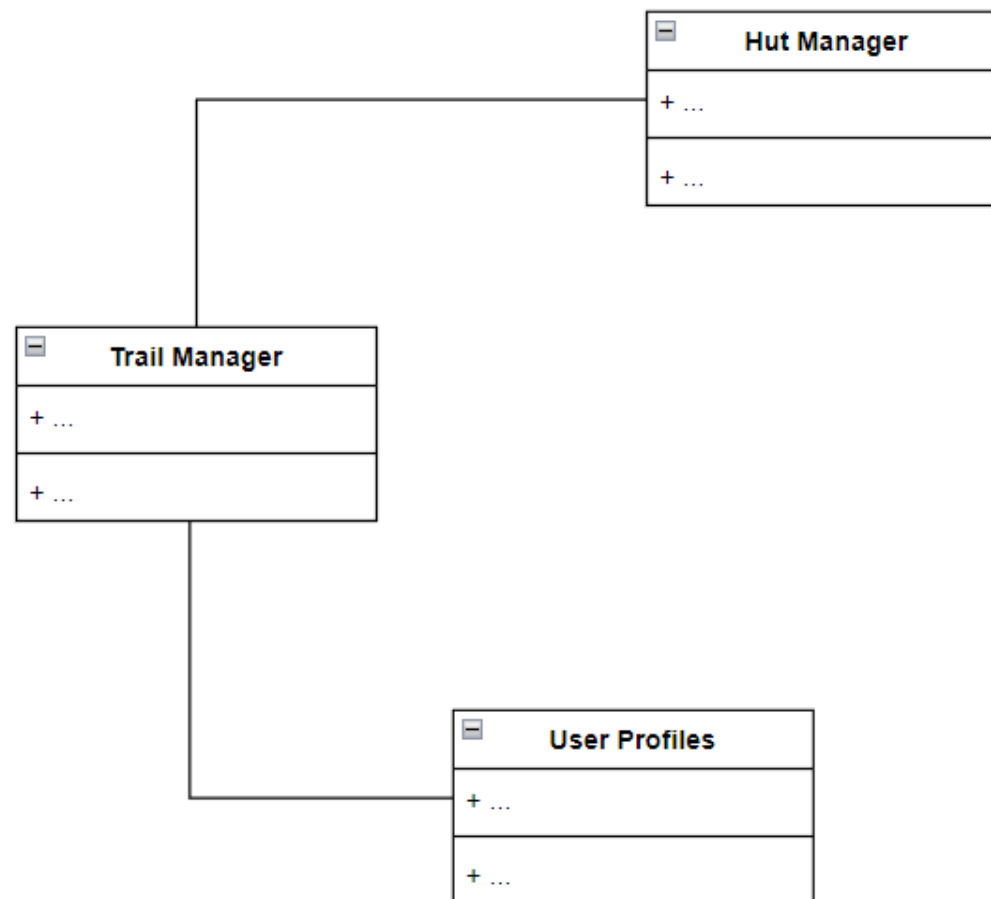 Hut Manager
+ ...
+ ...
Trail Manager
+ ...
+ ...
User Profiles
+ ...
+ ...